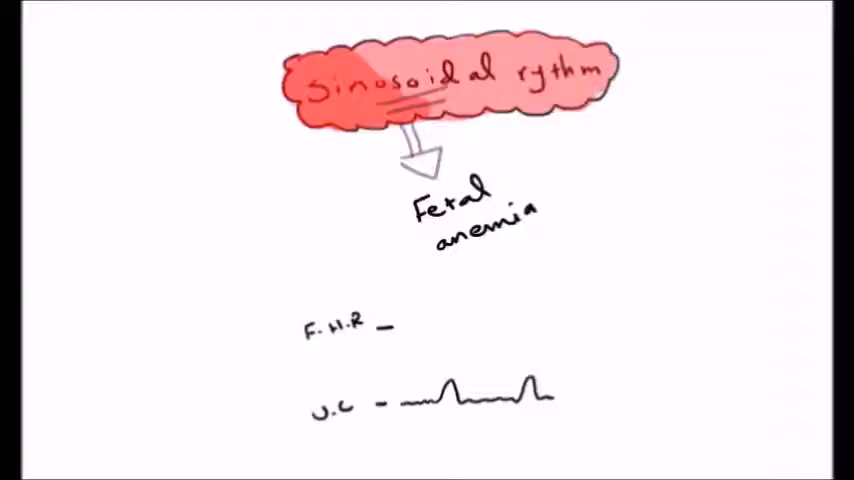 sinosoidal rythm
Fetal
anemia
F.H.R -
U.C -